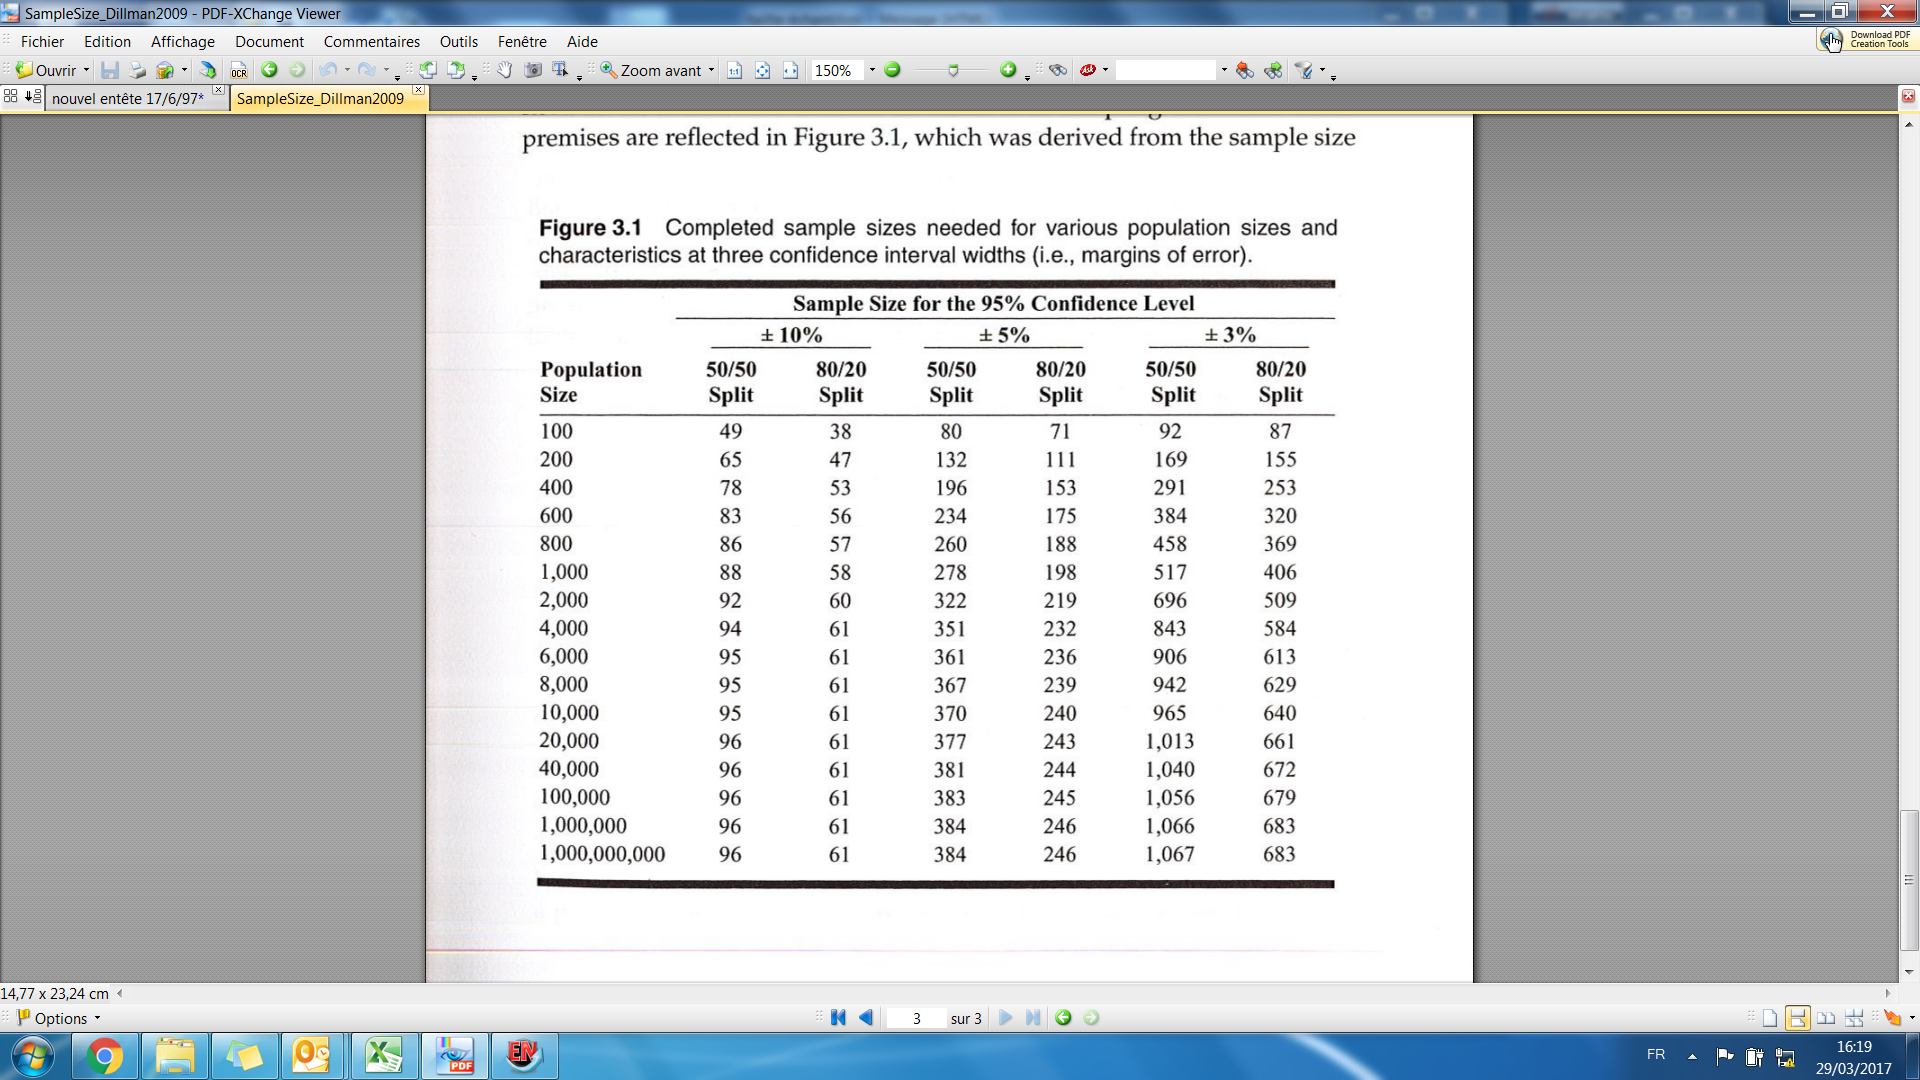 SampleSize_Dillman2009 - PDF-XChange Viewer
Fichier Edition Affichage Document Commentaires Outils Fenêtre Aide
Download PDF
Creation Tools
Ouvrir OCR Zoom avant 1:1 150% Ask
nouvel entête 17/6/97* SampleSize_Dillman2009
premises are reflected in Figure 3.1, which was derived from the sample size
Figure 3.1 Completed sample sizes needed for various population sizes and
characteristics at three confidence interval widths (i.e., margins of error).
Sample Size for the 95% Confidence Level
± 10% ± 5% ± 3%
Population 50/50 80/20 50/50 80/20 50/50 80/20
Size Split Split Split Split Split Split
100 49 38 80 71 92 87
200 65 47 132 111 169 155
400 78 53 196 153 291 253
600 83 56 234 175 384 320
800 86 57 260 188 458 369
1,000 88 58 278 198 517 406
2,000 92 60 322 219 696 509
4,000 94 61 351 232 843 584
6,000 95 61 361 236 906 613
8,000 95 61 367 239 942 629
10,000 95 61 370 240 965 640
20,000 96 61 377 243 1,013 661
40,000 96 61 381 244 1,040 672
100,000 96 61 383 245 1,056 679
1,000,000 96 61 384 246 1,066 683
1,000,000,000 96 61 384 246 1,067 683
14,77 x 23,24 cm
Options 3 sur 3
PDF EN FR 16:19
29/03/2017